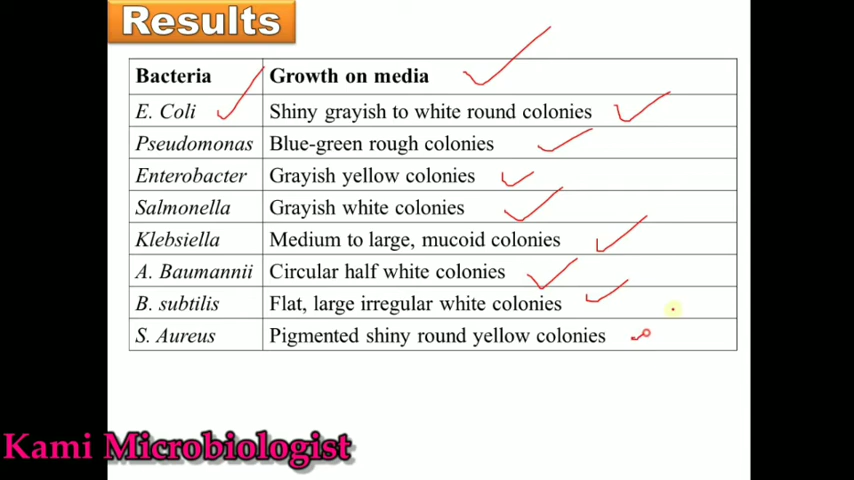 Results
Bacteria Growth on media
E. Coli Shiny grayish to white round colonies
Pseudomonas Blue-green rough colonies
Enterobacter Grayish yellow colonies
Salmonella Grayish white colonies
Klebsiella Medium to large, mucoid colonies
A. Baumannii Circular half white colonies
B. subtilis Flat, large irregular white colonies
S. Aureus Pigmented shiny round yellow colonies
Kami Microbiologist